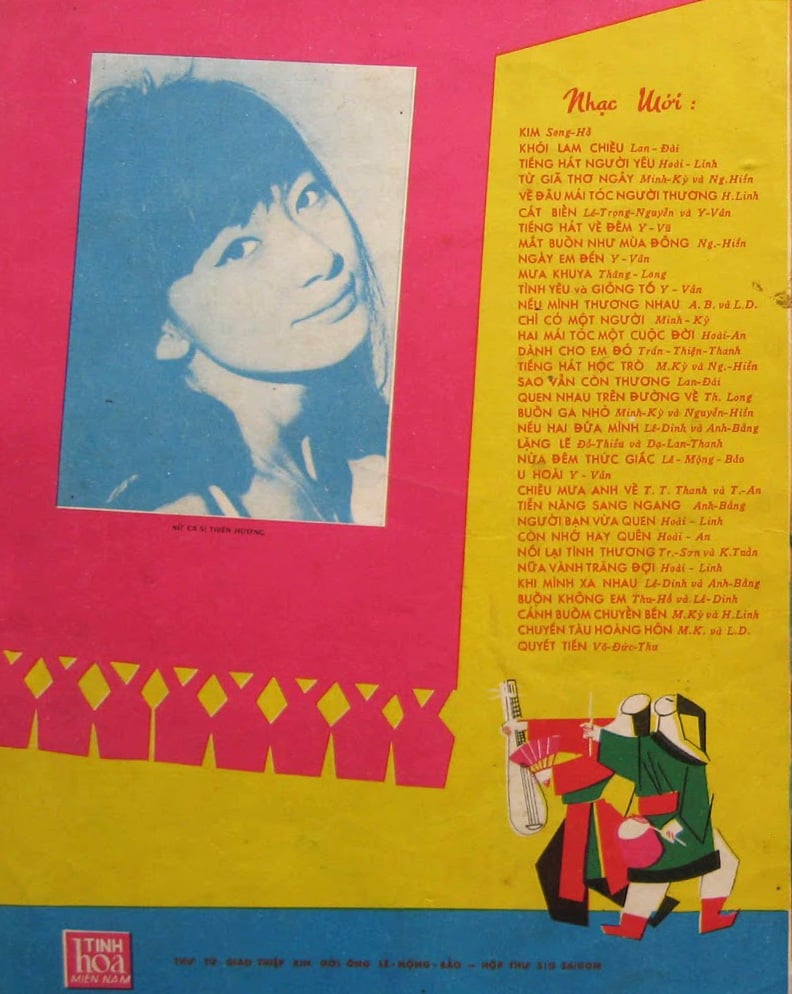 Nhạc Mới :
KIM Song-Hồ
KHÓI LAM CHIỀU Lan-Đài
TIẾNG HÁT NGƯỜI YÊU Hoài-Linh
TỪ GIÃ THƠ NGÂY Minh-Kỳ và Ng.Hiền
VỀ ĐÂU MÁI TÓC NGƯỜI THƯƠNG H.Linh
CÁT BIỂN Lê-Trọng-Nguyễn và Y-Vân
TIẾNG HÁT VỀ ĐÊM Y-Vũ
MẮT BUỒN NHƯ MÙA ĐÔNG Ng.-Hiền
NGÀY EM ĐẾN Y-Vân
MƯA KHUYA Thăng-Long
TÌNH YÊU và GIÔNG TỐ Y-Vân
NẾU MÌNH THƯƠNG NHAU A.B. và L.D.
CHỈ CÓ MỘT NGƯỜI Minh-Kỳ
HAI MÁI TÓC MỘT CUỘC ĐỜI Hoài-An
DÀNH CHO EM ĐÓ Trần-Thiện-Thanh
TIẾNG HÁT HỌC TRÒ M.Kỳ và Ng.-Hiền
SAO VẪN CÒN THƯƠNG Lan-Đài
QUEN NHAU TRÊN ĐƯỜNG VỀ Th. Long
BUỒN GA NHỎ Minh-Kỳ và Nguyễn-Hiền
NẾU HAI ĐỨA MÌNH Lê-Dinh và Anh-Bằng
LẶNG LẼ Đỗ-Thiều và Dạ-Lan-Thanh
NỬA ĐÊM THỨC GIẤC Lê-Mộng-Bảo
U HOÀI Y-Vân
CHIỀU MƯA ANH VỀ T. T. Thanh và T.-An
TIỄN NÀNG SANG NGANG Anh-Bằng
NGƯỜI BẠN VỪA QUEN Hoài-Linh
CÒN NHỚ HAY QUÊN Hoài-An
NỐI LẠI TÌNH THƯƠNG Tr.-Sơn và K.Tuấn
NỮA VÀNH TRĂNG ĐỢI Hoài-Linh
KHI MÌNH XA NHAU Lê-Dinh và Anh-Bằng
BUỒN KHÔNG EM Thu-Hồ và Lê-Dinh
CÁNH BUỒM CHUYỂN BẾN M.Kỳ và H.Linh
CHUYẾN TÀU HOÀNG HÔN M.K. và L.D.
QUYẾT TIẾN Võ-Đức-Thu
NỮ CA SĨ THIÊN HƯƠNG
TINH hoa MIỀN NAM
THƯ TỪ GIAO THIỆP XIN GỞI ÔNG LÊ-MỘNG-BẢO – HỘP THƯ 510 SAIGON